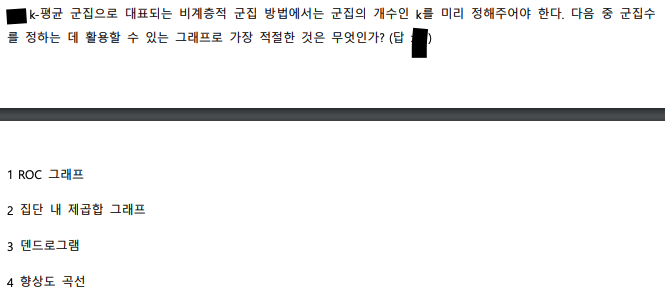 k-평균 군집으로 대표되는 비계층적 군집 방법에서는 군집의 개수인 k를 미리 정해주어야 한다. 다음 중 군집수
를 정하는 데 활용할 수 있는 그래프로 가장 적절한 것은 무엇인가? (답 )
1 ROC 그래프
2 집단 내 제곱합 그래프
3 덴드로그램
4 향상도 곡선